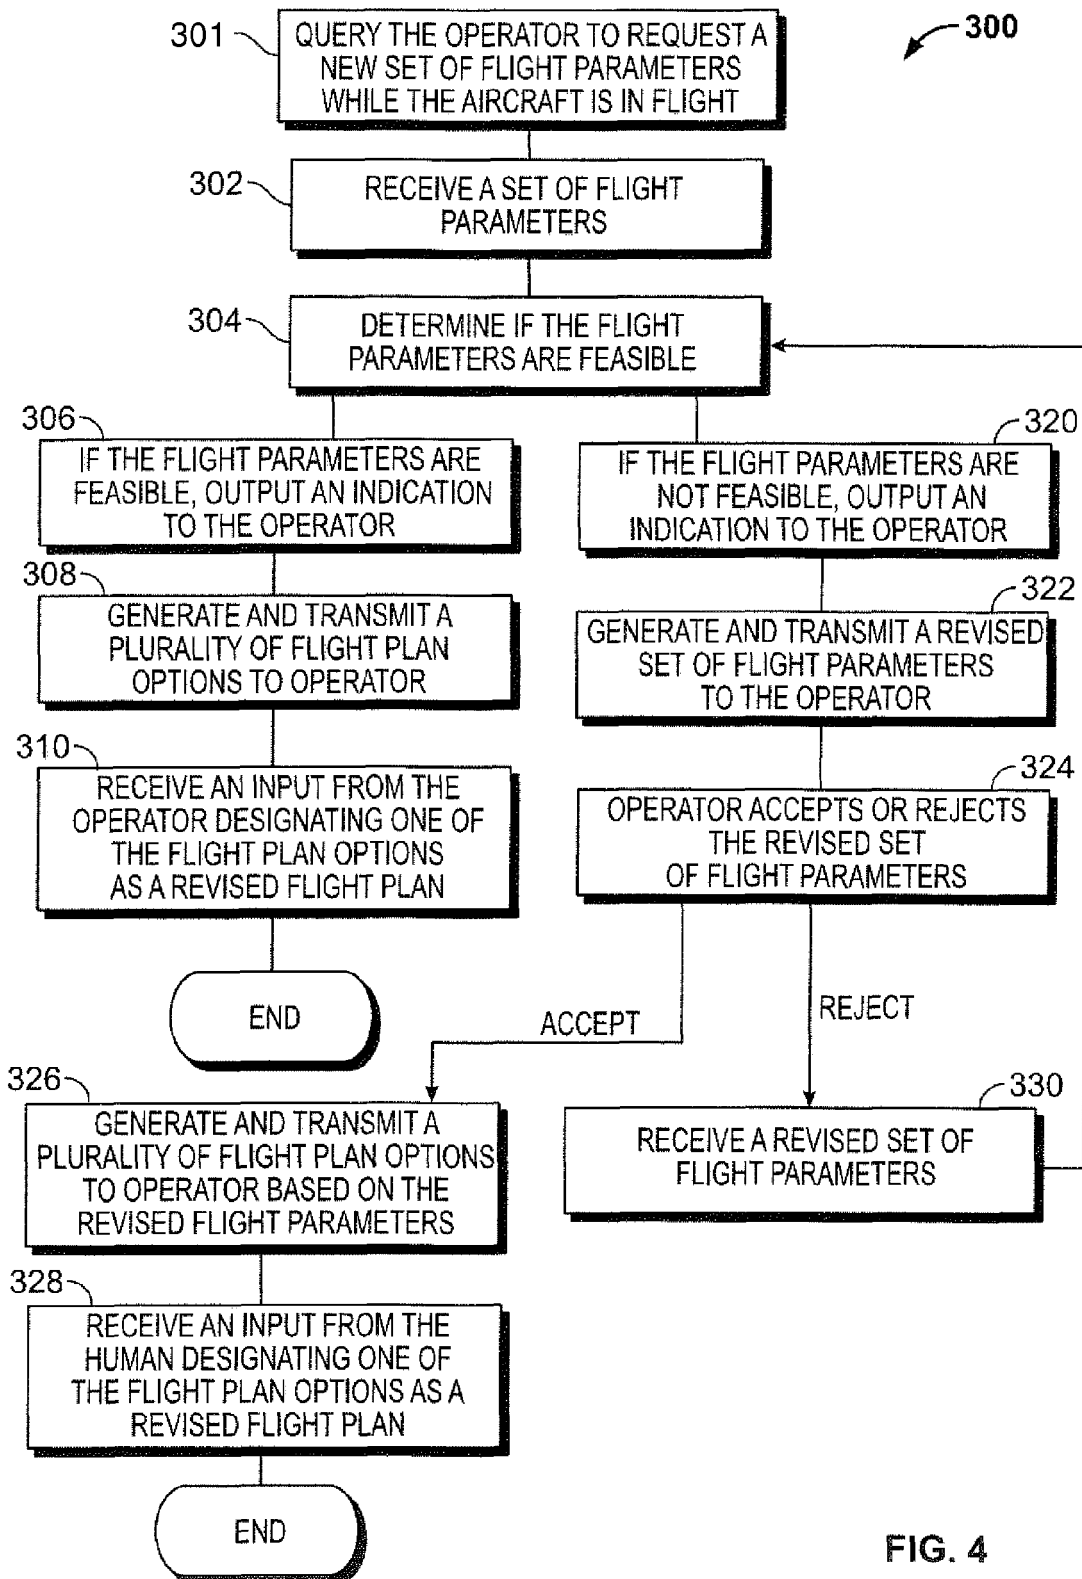 300
301
QUERY THE OPERATOR TO REQUEST A
NEW SET OF FLIGHT PARAMETERS
WHILE THE AIRCRAFT IS IN FLIGHT
302
RECEIVE A SET OF FLIGHT
PARAMETERS
304
DETERMINE IF THE FLIGHT
PARAMETERS ARE FEASIBLE
306
IF THE FLIGHT PARAMETERS ARE
FEASIBLE, OUTPUT AN INDICATION
TO THE OPERATOR
308
GENERATE AND TRANSMIT A
PLURALITY OF FLIGHT PLAN
OPTIONS TO OPERATOR
310
RECEIVE AN INPUT FROM THE
OPERATOR DESIGNATING ONE OF
THE FLIGHT PLAN OPTIONS
AS A REVISED FLIGHT PLAN
END
320
IF THE FLIGHT PARAMETERS ARE
NOT FEASIBLE, OUTPUT AN
INDICATION TO THE OPERATOR
322
GENERATE AND TRANSMIT A REVISED
SET OF FLIGHT PARAMETERS
TO THE OPERATOR
324
OPERATOR ACCEPTS OR REJECTS
THE REVISED SET
OF FLIGHT PARAMETERS
ACCEPT
REJECT
326
GENERATE AND TRANSMIT A
PLURALITY OF FLIGHT PLAN OPTIONS
TO OPERATOR BASED ON THE
REVISED FLIGHT PARAMETERS
328
RECEIVE AN INPUT FROM THE
HUMAN DESIGNATING ONE OF
THE FLIGHT PLAN OPTIONS AS A
REVISED FLIGHT PLAN
END
330
RECEIVE A REVISED SET OF
FLIGHT PARAMETERS
FIG. 4